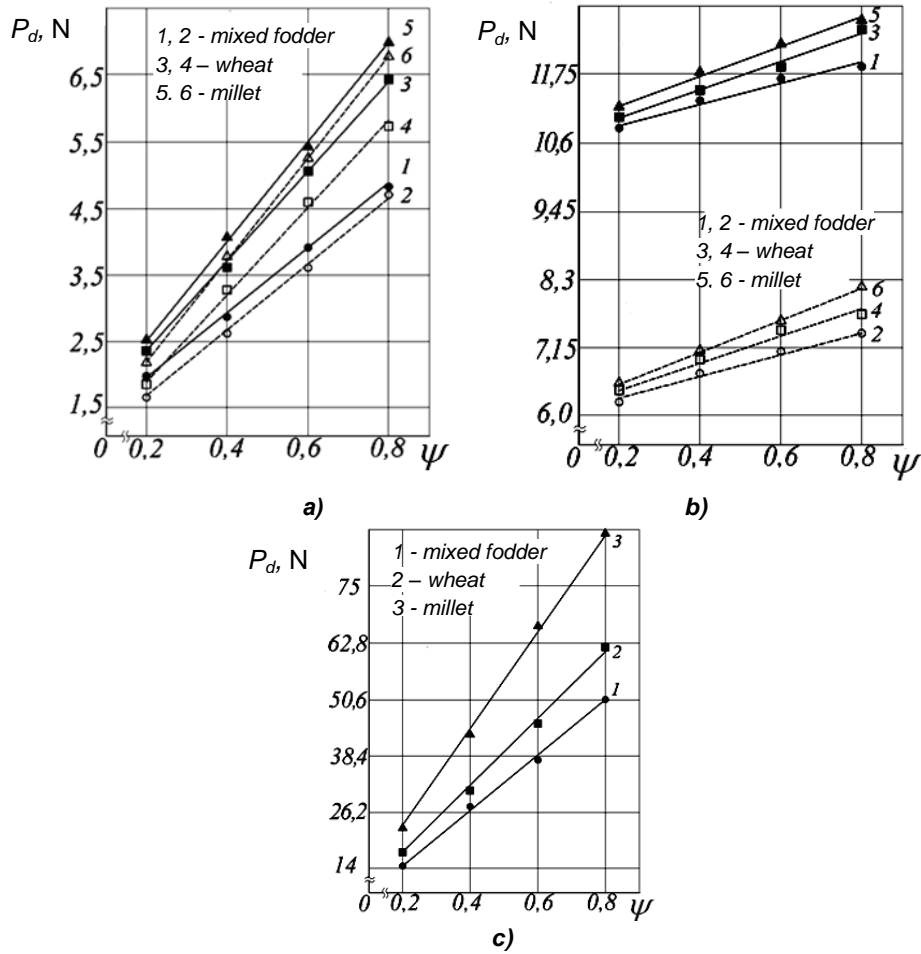 P_d, N
1, 2 - mixed fodder
3, 4 – wheat
5. 6 – millet
6,5
5,5
4,5
3,5
2,5
1,5
5
6
3
4
1
2
0 0,2 0,4 0,6 0,8 ψ
a)
P_d, N
11,75
10,6
9,45
8,3
7,15
6,0
5
3
1
1, 2 - mixed fodder
3, 4 – wheat
5. 6 – millet
6
4
2
0 0,2 0,4 0,6 0,8 ψ
b)
P_d, N
1 - mixed fodder
2 – wheat
3 - millet
75
62,8
50,6
38,4
26,2
14
3
2
1
0 0,2 0,4 0,6 0,8 ψ
c)